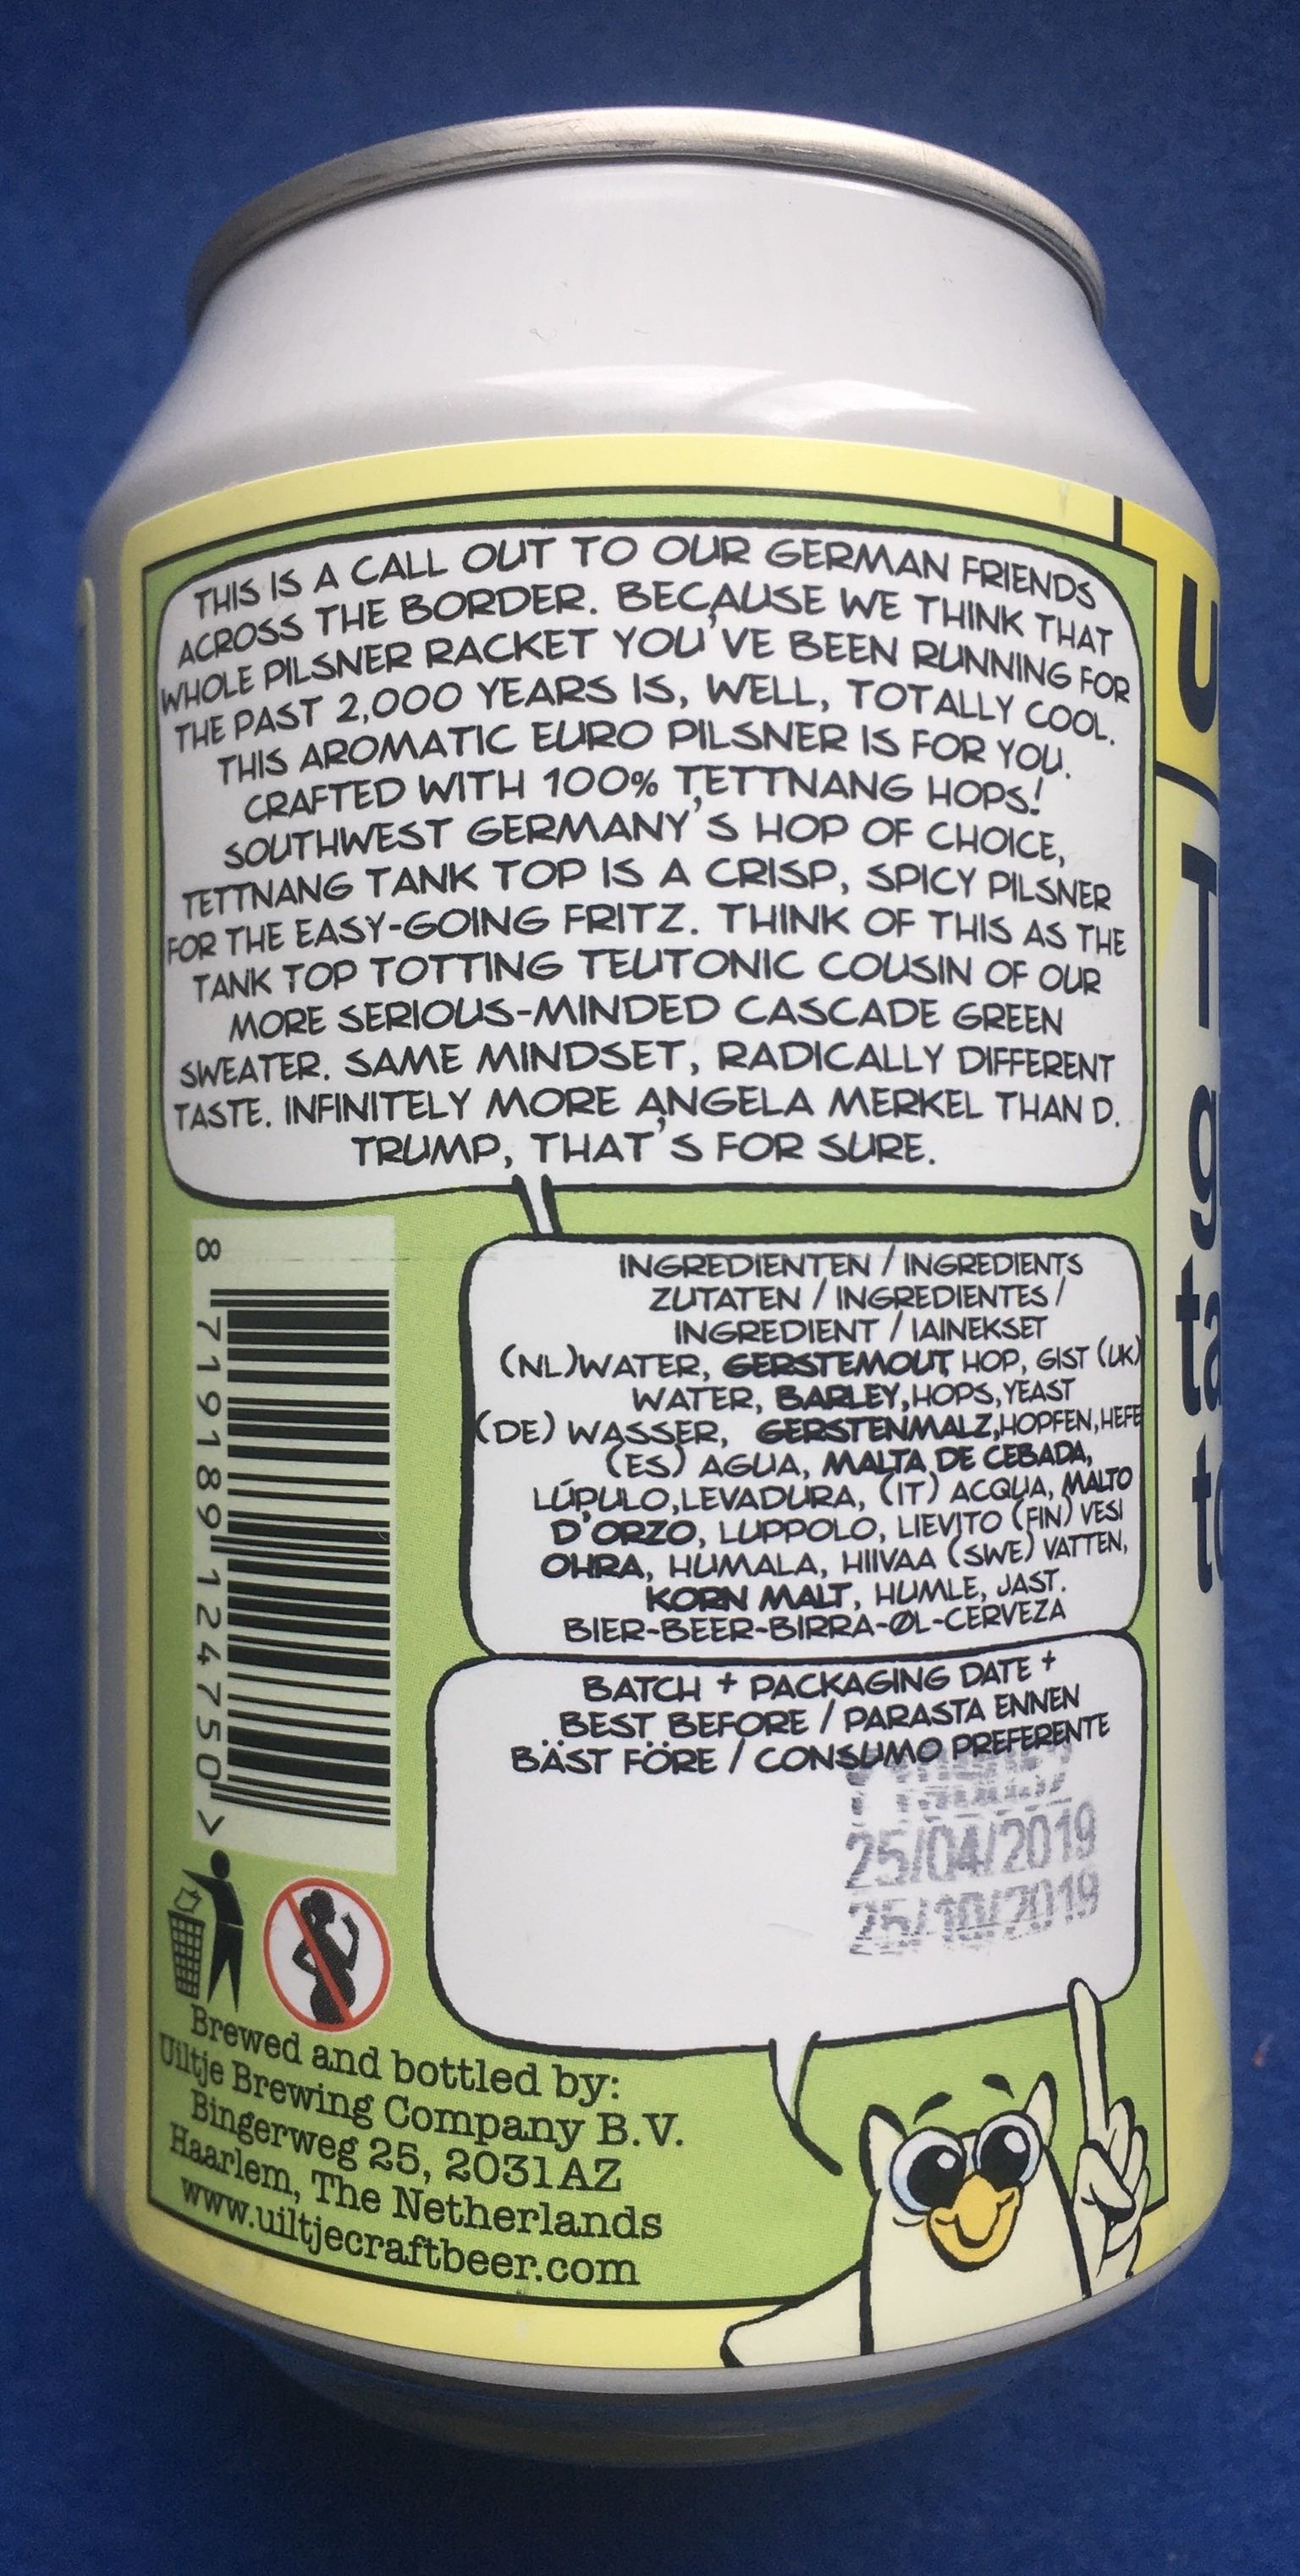 THIS IS A CALL OUT TO OUR GERMAN FRIENDS
ACROSS THE BORDER. BECAUSE WE THINK THAT
WHOLE PILSNER RACKET YOU'VE BEEN RUNNING FOR
THE PAST 2,000 YEARS IS, WELL, TOTALLY COOL.
THIS AROMATIC EURO PILSNER IS FOR YOU.
CRAFTED WITH 100% TETTNANG HOPS!
SOUTHWEST GERMANY'S HOP OF CHOICE,
TETTNANG TANK TOP IS A CRISP, SPICY PILSNER
FOR THE EASY-GOING FRITZ. THINK OF THIS AS THE
TANK TOP TOTTING TEUTONIC COUSIN OF OUR
MORE SERIOUS-MINDED CASCADE GREEN
SWEATER. SAME MINDSET, RADICALLY DIFFERENT
TASTE. INFINITELY MORE ANGELA MERKEL THAN D.
TRUMP, THAT'S FOR SURE.
8 719189 124750 >
INGREDIENTEN / INGREDIENTS
ZUTATEN / INGREDIENTES /
INGREDIENT / IAINEKSET
(NL)WATER, GERSTEMOUT, HOP, GIST (UK)
WATER, BARLEY,HOPS,YEAST
(DE) WASSER, GERSTENMALZ,HOPFEN,HEFE
(ES) AGUA, MALTA DE CEBADA,
LÚPULO,LEVADURA, (IT) ACQUA, MALTO
D'ORZO, LUPPOLO, LIEVITO (FIN) VESI
OHRA, HUMALA, HIIVAA (SWE) VATTEN,
KORN MALT, HUMLE, JAST.
BIER-BEER-BIRRA-ØL-CERVEZA
BATCH + PACKAGING DATE +
BEST BEFORE / PARASTA ENNEN
BÄST FÖRE / CONSUMO PREFERENTE
25/04/2019
25/10/2019
Brewed and bottled by:
Uiltje Brewing Company B.V.
Bingerweg 25, 2031AZ
Haarlem, The Netherlands
www.uiltjecraftbeer.com